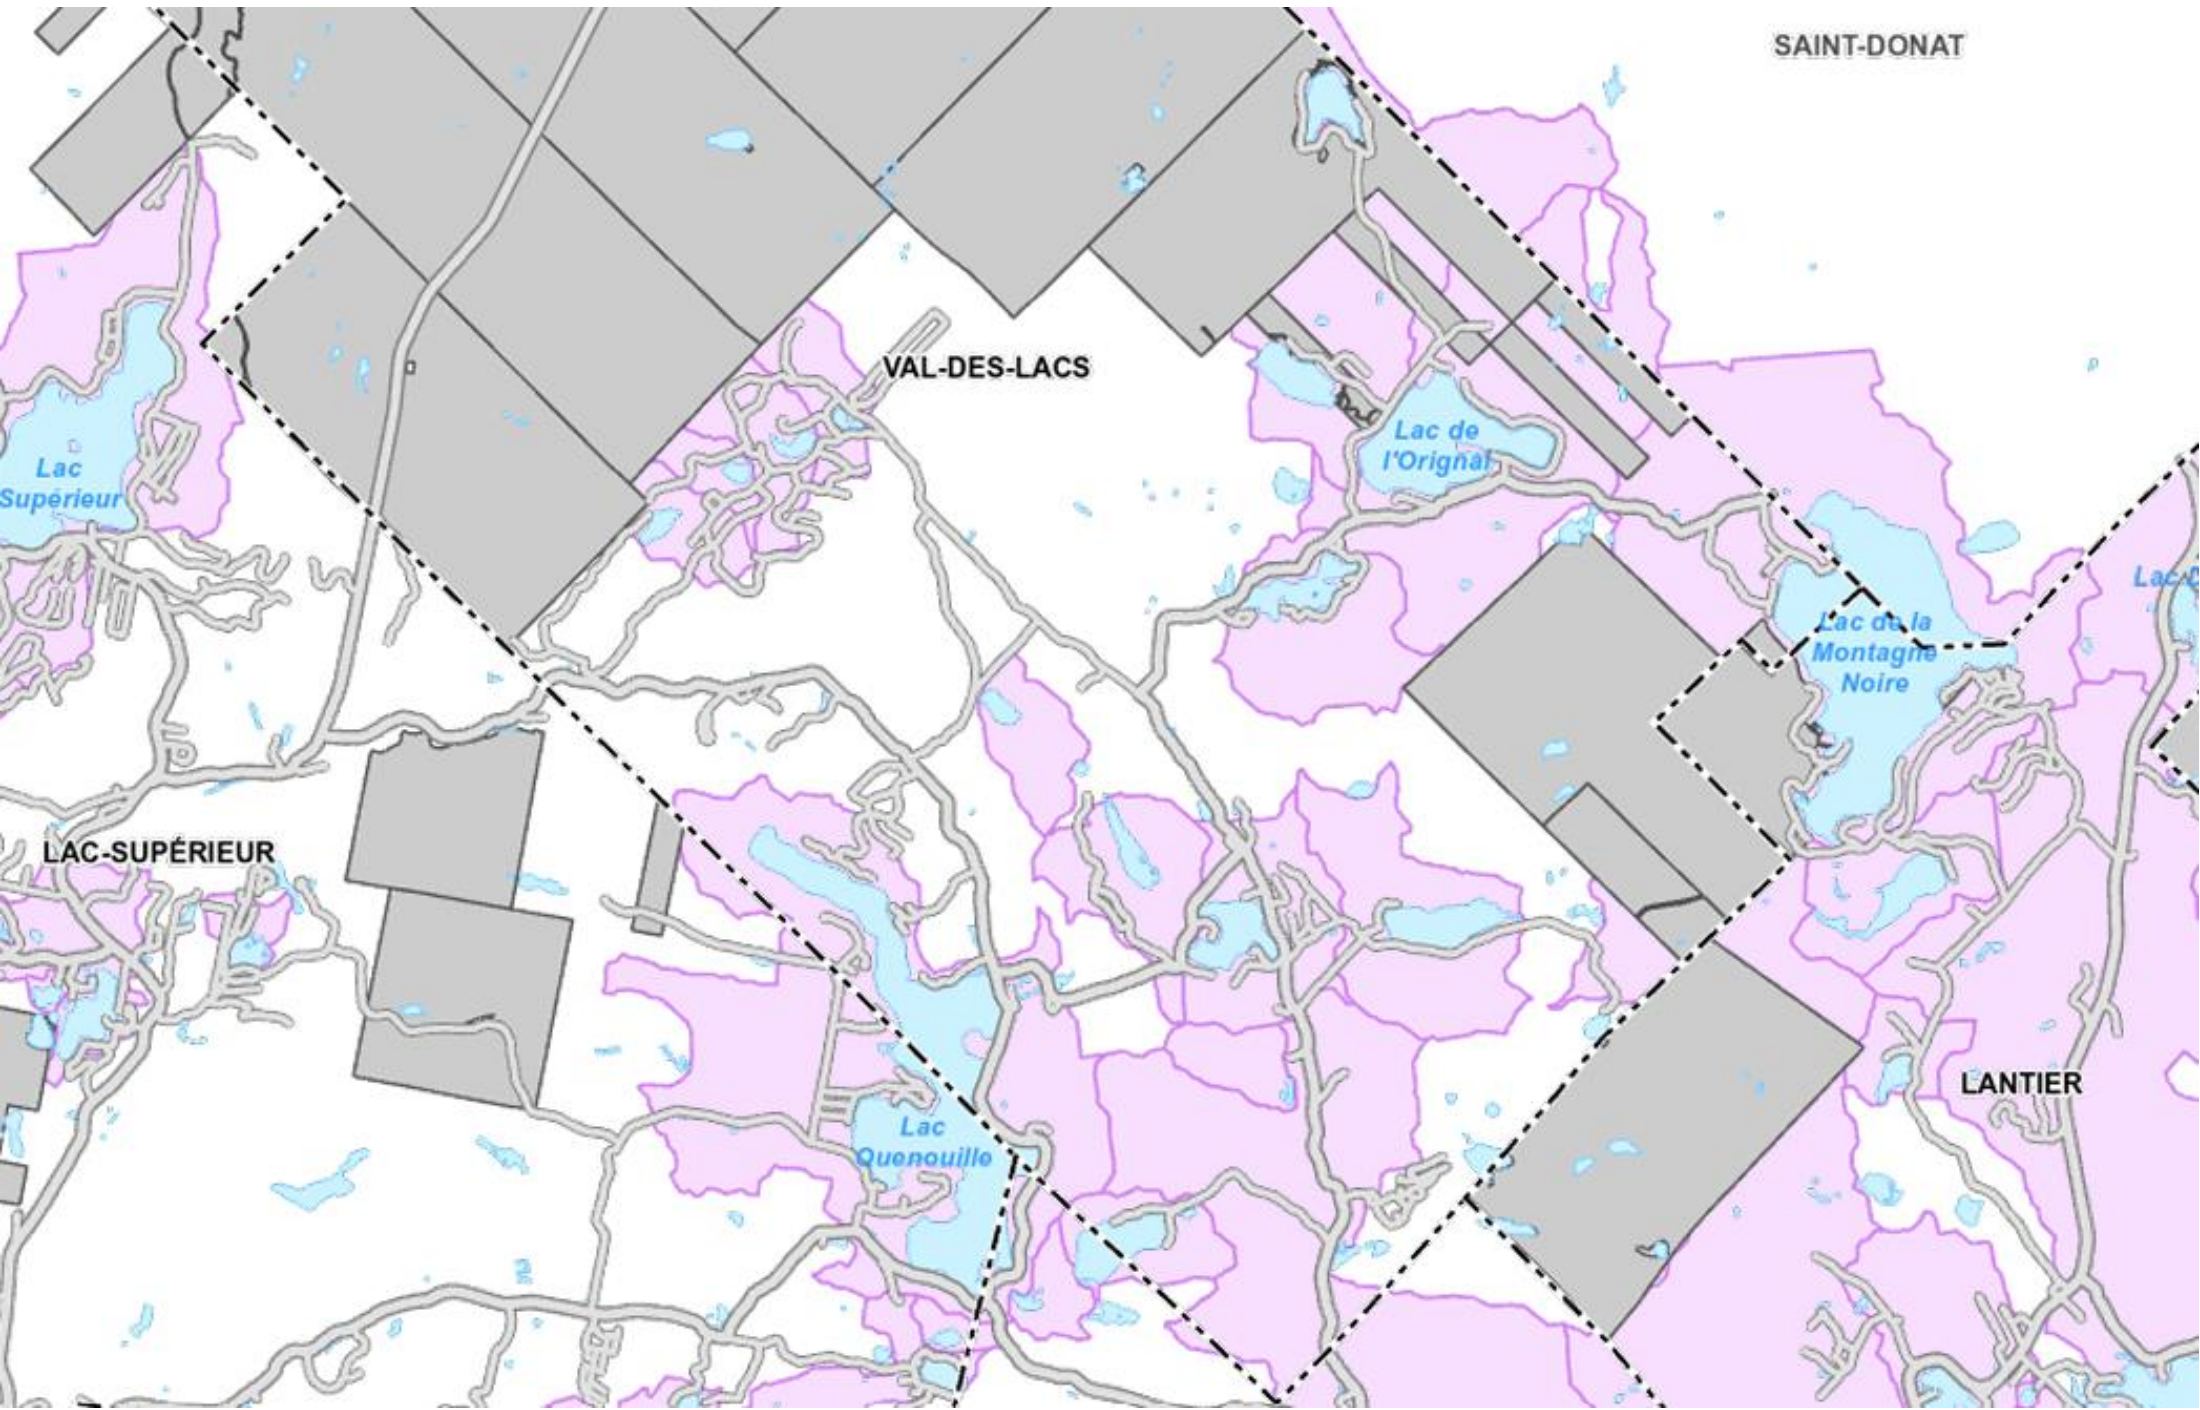 SAINT-DONAT
VAL-DES-LACS
Lac de
l'Orignal
Lac
Supérieur
Lac
Lac de la
Montagne
Noire
LAC-SUPÉRIEUR
LANTIER
Lac
Quenouille